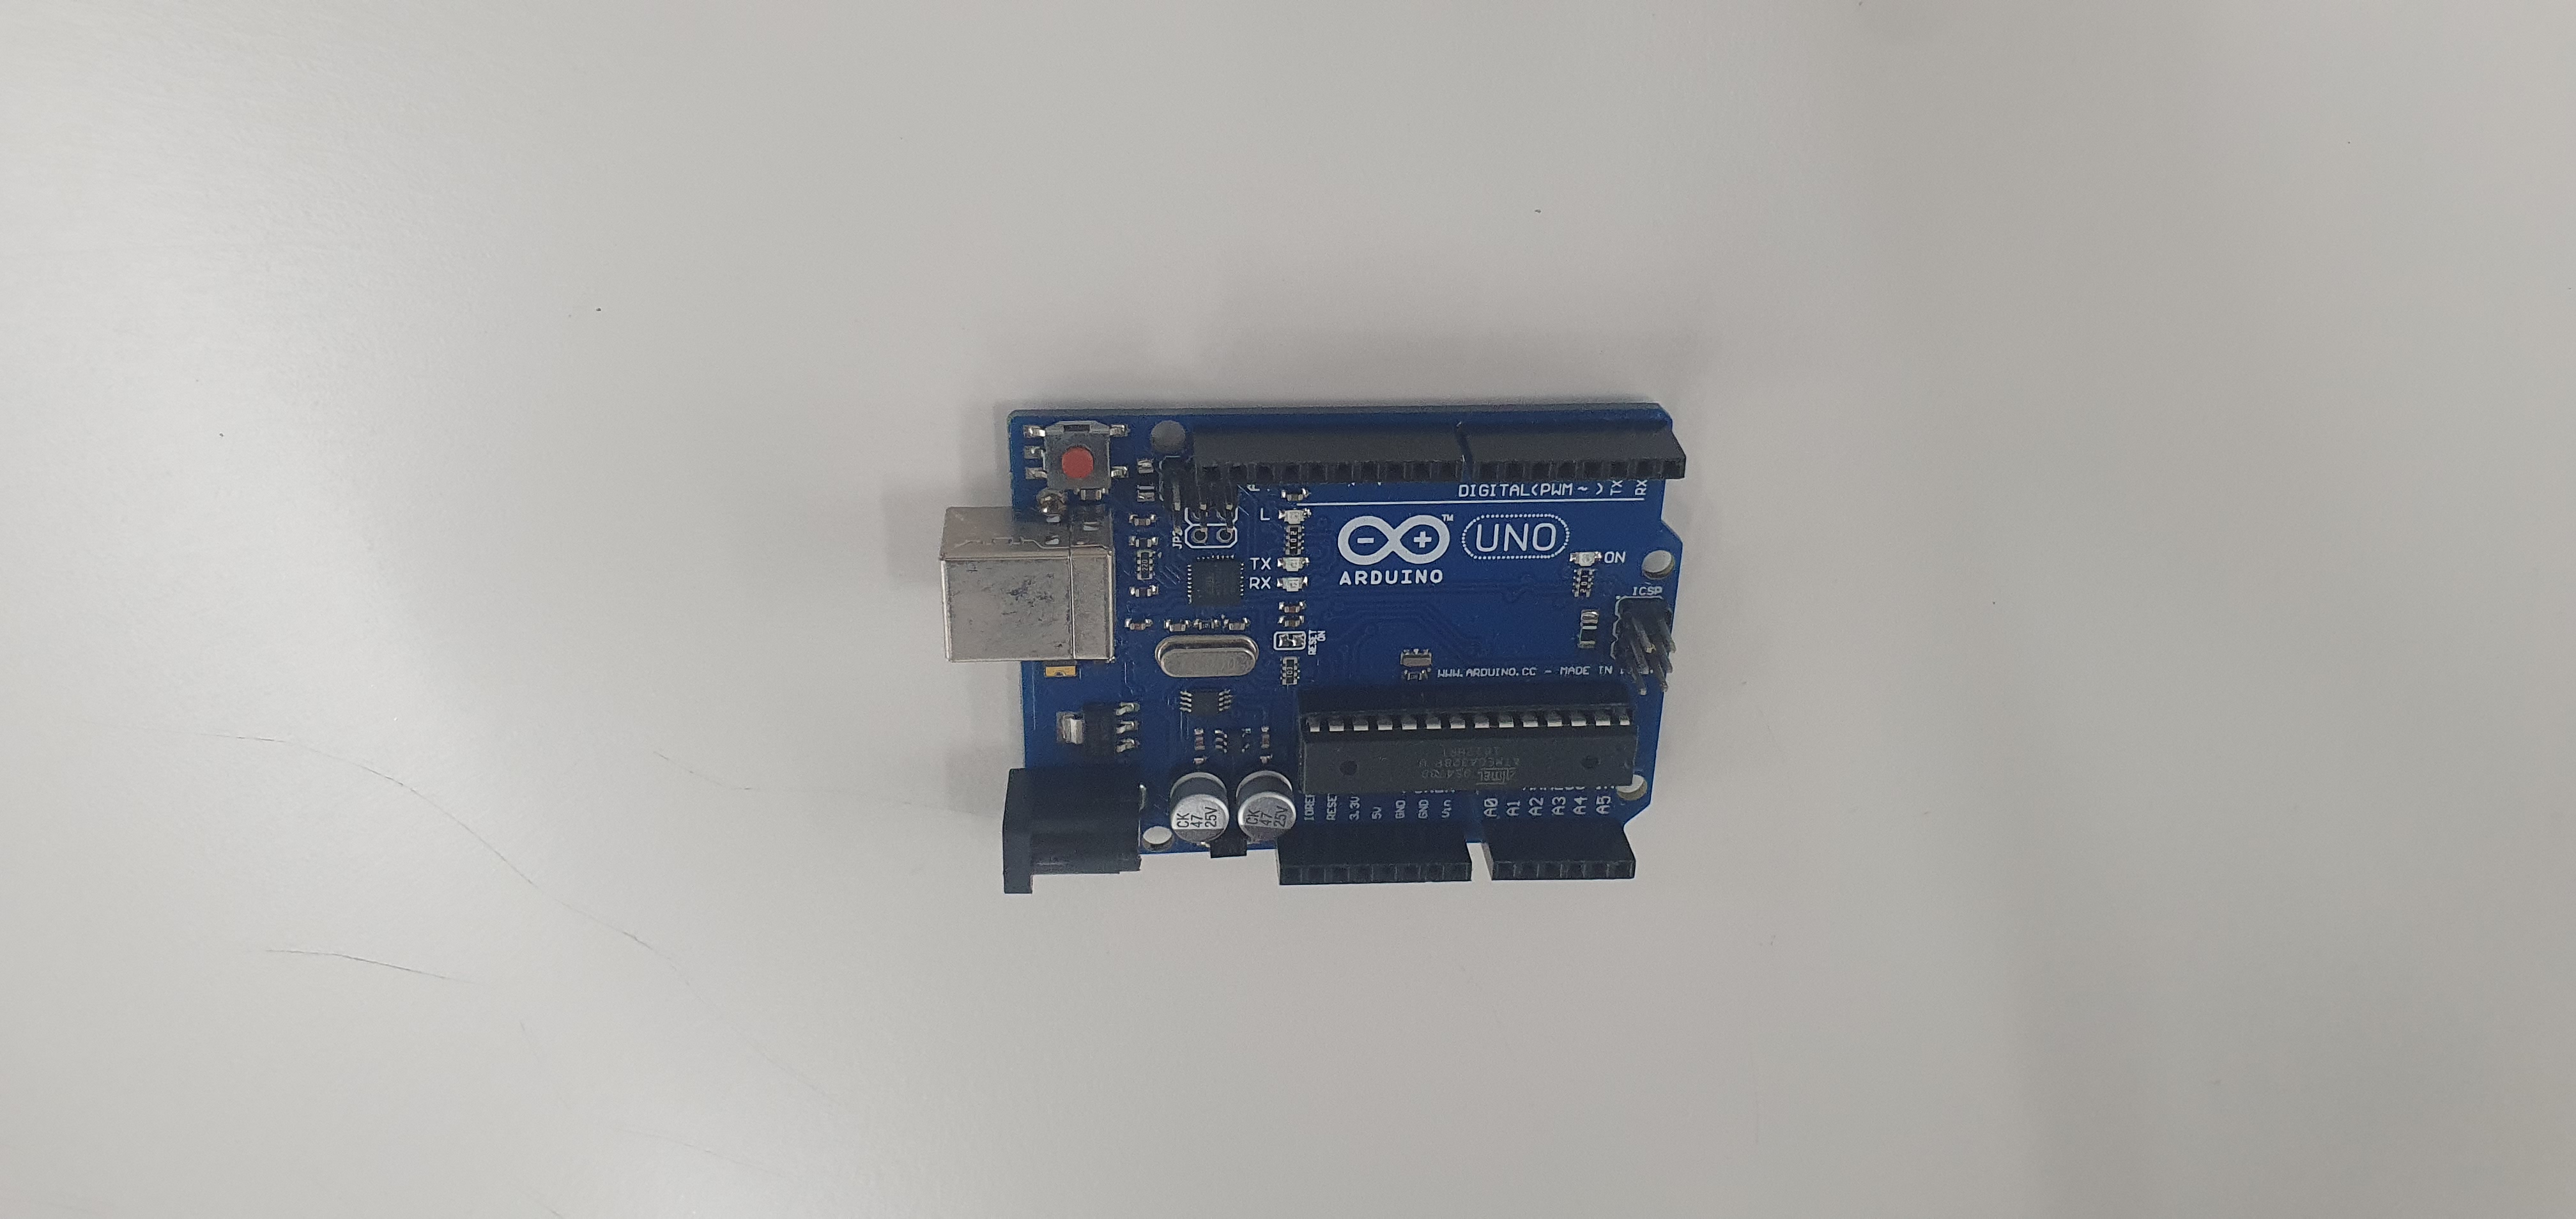 DIGITAL(PWM~)
TX
RX
L
TM
UNO
JP2
TX
RX
ARDUINO
ON
ICSP
RESET
ON
WWW.ARDUINO.CC - MADE IN
ATMEL
ATMEGA328P
CK
47
25V
CK
47
25V
IOREF
RESET
3.3V
5V
GND
GND
Vin
A0
A1
A2
A3
A4
A5